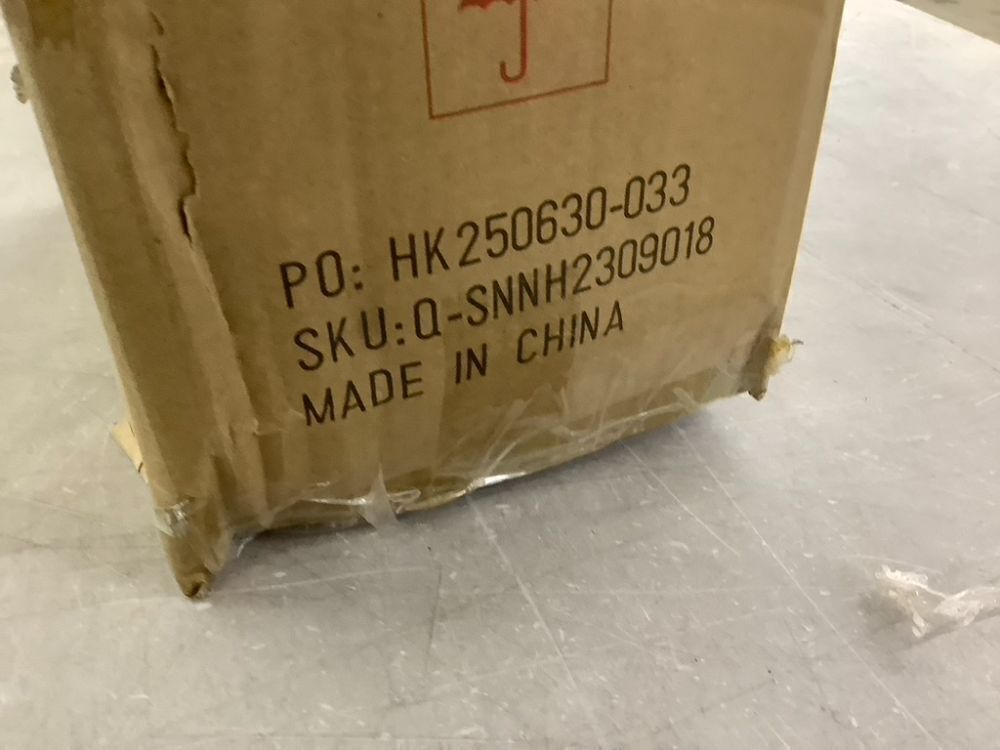 PO: HK250630-033
SKU:Q-SNNH2309018
MADE IN CHINA